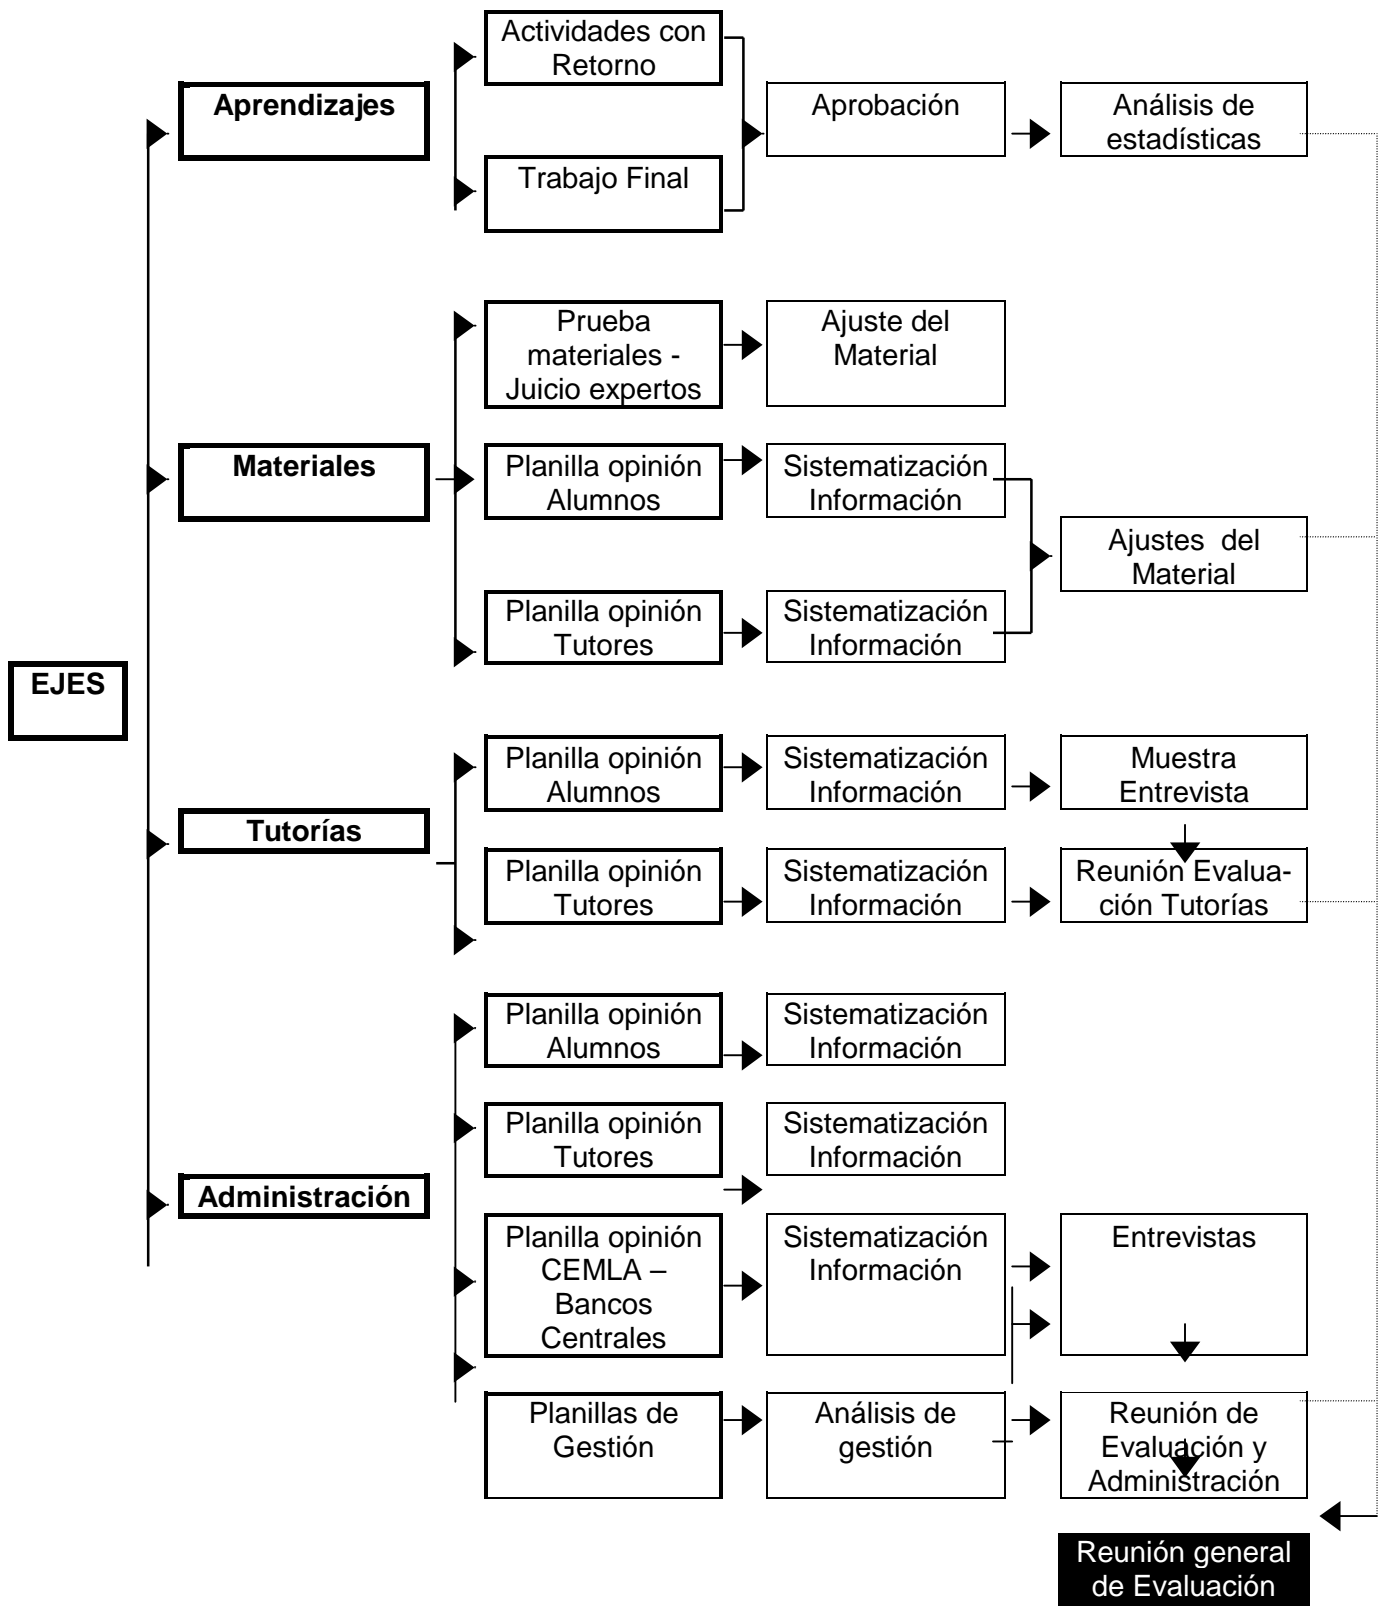 Actividades con
Retorno
Aprendizajes
Aprobación
Análisis de
estadísticas
Trabajo Final
Prueba
materiales -
Juicio expertos
Ajuste del
Material
Materiales
Planilla opinión
Alumnos
Sistematización
Información
Ajustes  del
Material
Planilla opinión
Tutores
Sistematización
Información
EJES
Planilla opinión
Alumnos
Sistematización
Información
Muestra
Entrevista
Tutorías
Planilla opinión
Tutores
Sistematización
Información
Reunión Evalua-
ción Tutorías
Planilla opinión
Alumnos
Sistematización
Información
Planilla opinión
Tutores
Sistematización
Información
Administración
Planilla opinión
CEMLA –
Bancos
Centrales
Sistematización
Información
Entrevistas
Planillas de
Gestión
Análisis de
gestión
Reunión de
Evaluación y
Administración
Reunión general
de Evaluación